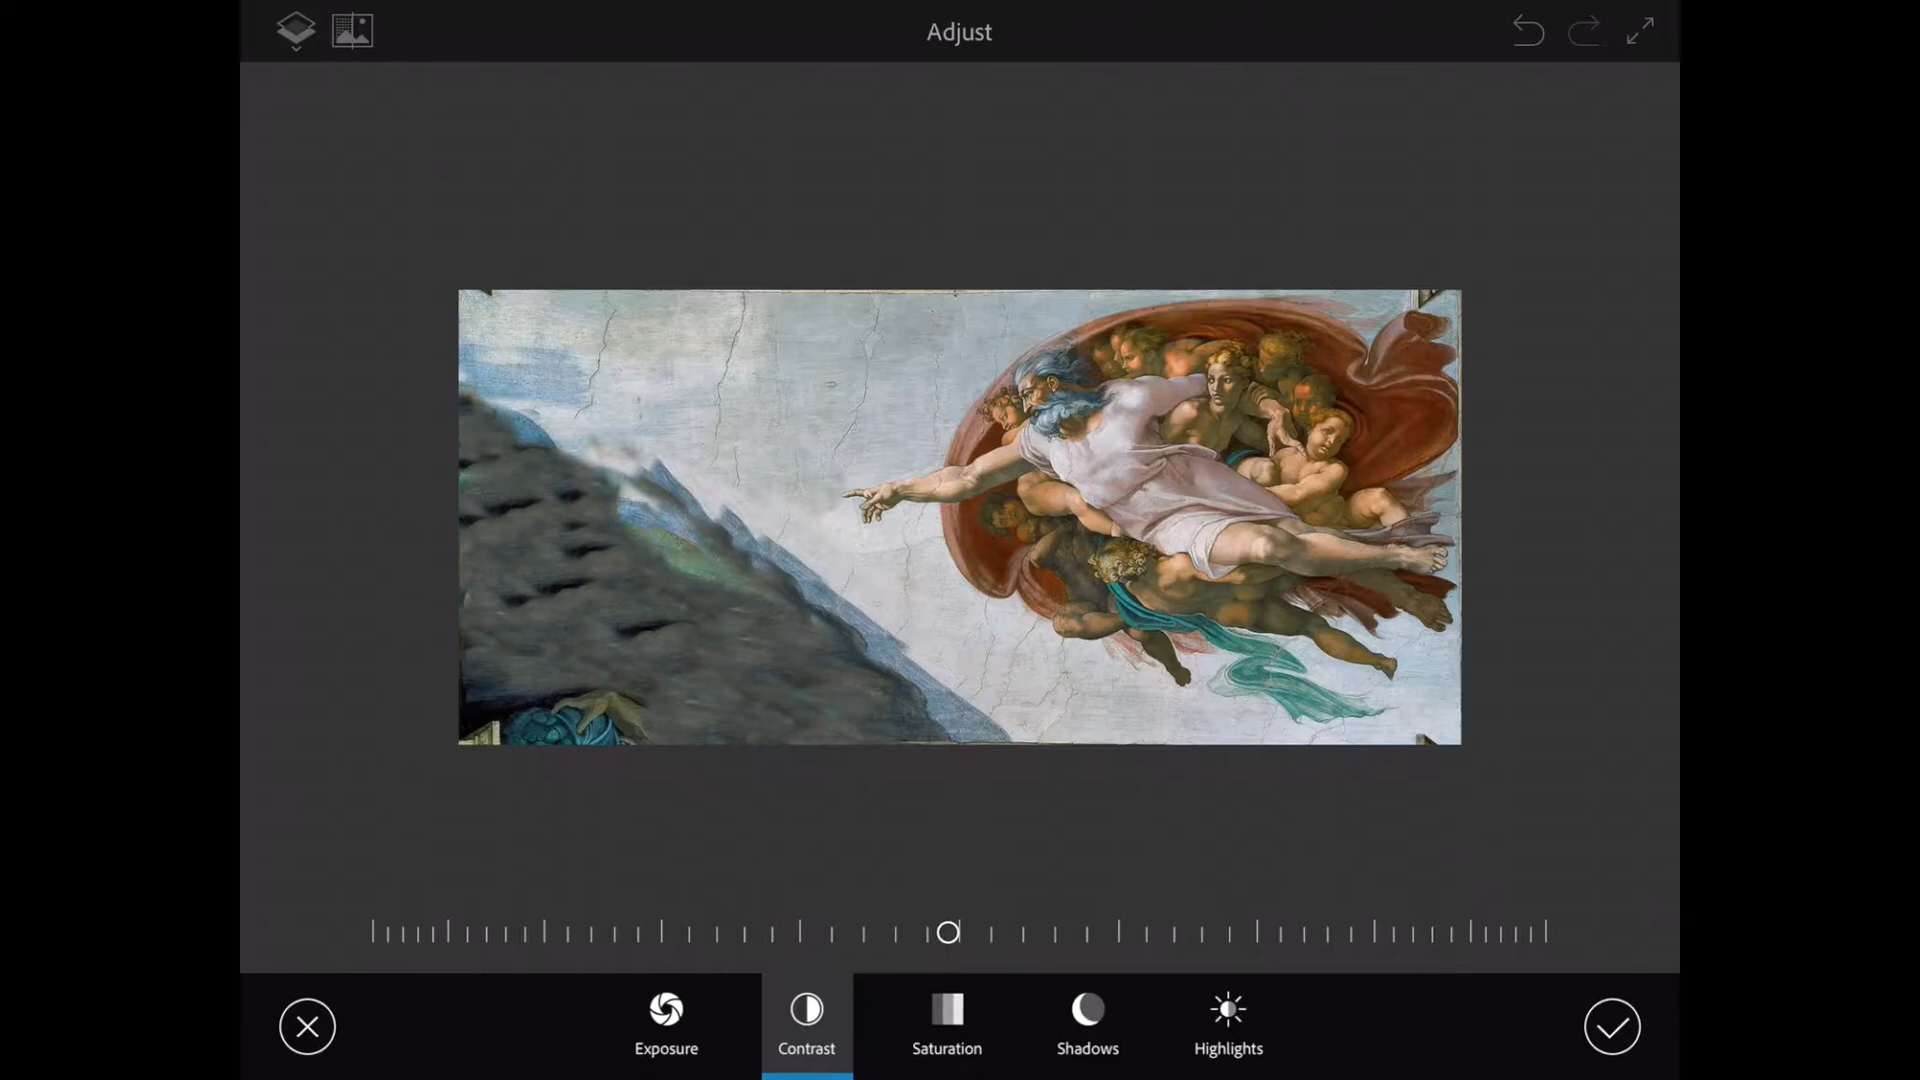 Adjust
Exposure
Contrast
Saturation
Shadows
Highlights